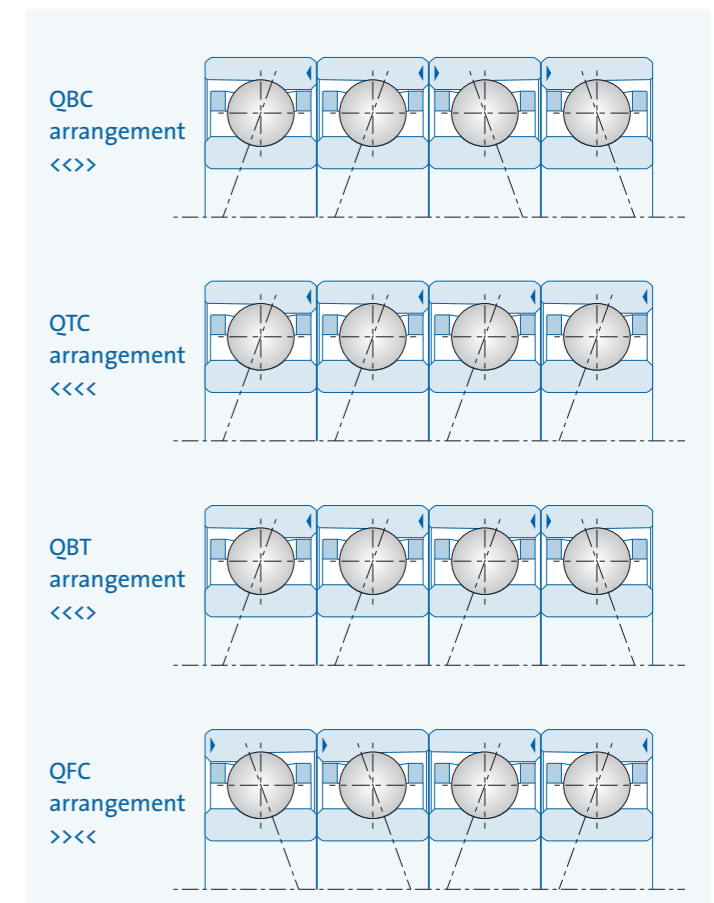 QBC
arrangement
<<>>
QTC
arrangement
<<<<
QBT
arrangement
<<<>
QFC
arrangement
>><<